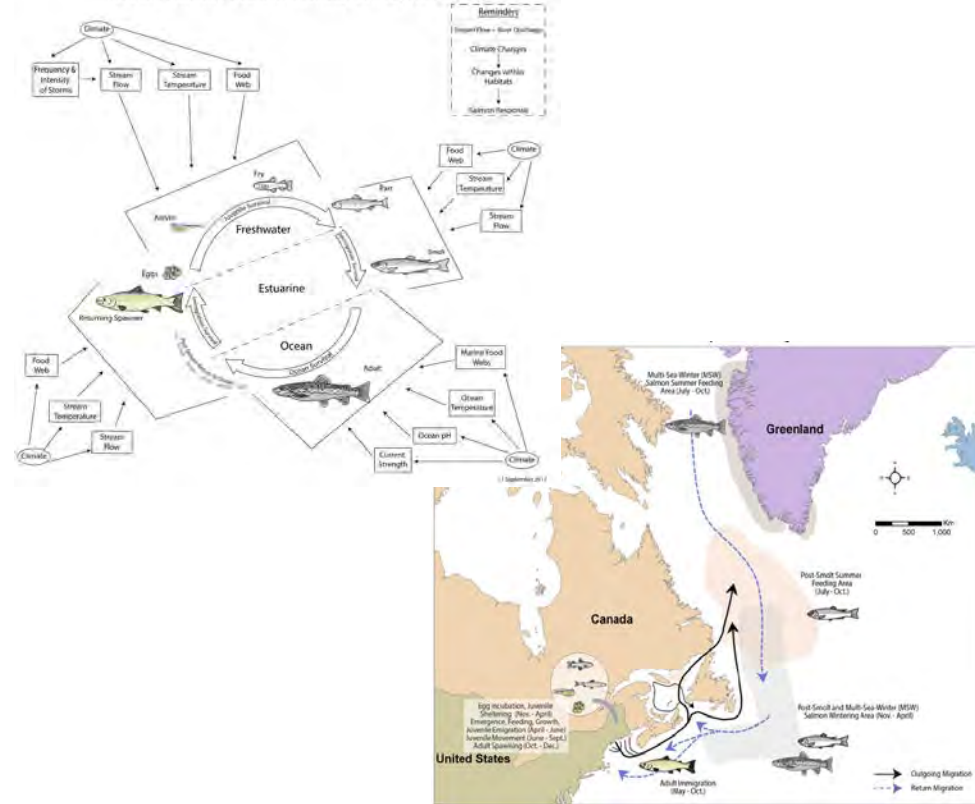 Reminders
Climate Changes
Changes within
Habitats
Salmon Response
Climate
Frequency &
Intensity
of Storms
Stream
Flow
Stream
Temperature
Food
Web
Food
Web
Climate
Stream
Temperature
Stream
Flow
Fry
Parr
Juvenile Survival
Alevin
Freshwater
Smolt
Eggs
Estuarine
Returning Spawner
Ocean
Ocean Survival
Adult
Food
Web
Stream
Temperature
Stream
Flow
Climate
Marine Food
Webs
Ocean
Temperature
Ocean pH
Current
Strength
Climate
Multi-Sea-Winter (MSW)
Salmon Summer Feeding
Area (July - Oct.)
Greenland
Km
0 500 1,000
Post-Smolt Summer
Feeding Area
(July - Oct.)
Canada
Egg Incubation, Juvenile
Sheltering (Nov. - April)
Emergence, Feeding, Growth,
Juvenile Emigration (April - June)
Juvenile Movement (June - Sept.)
Adult Spawning (Oct. - Dec.)
Post-Smolt and Multi-Sea-Winter (MSW)
Salmon Wintering Area (Nov. - April)
United States
Adult Immigration
(May - Oct.)
Outgoing Migration
Return Migration